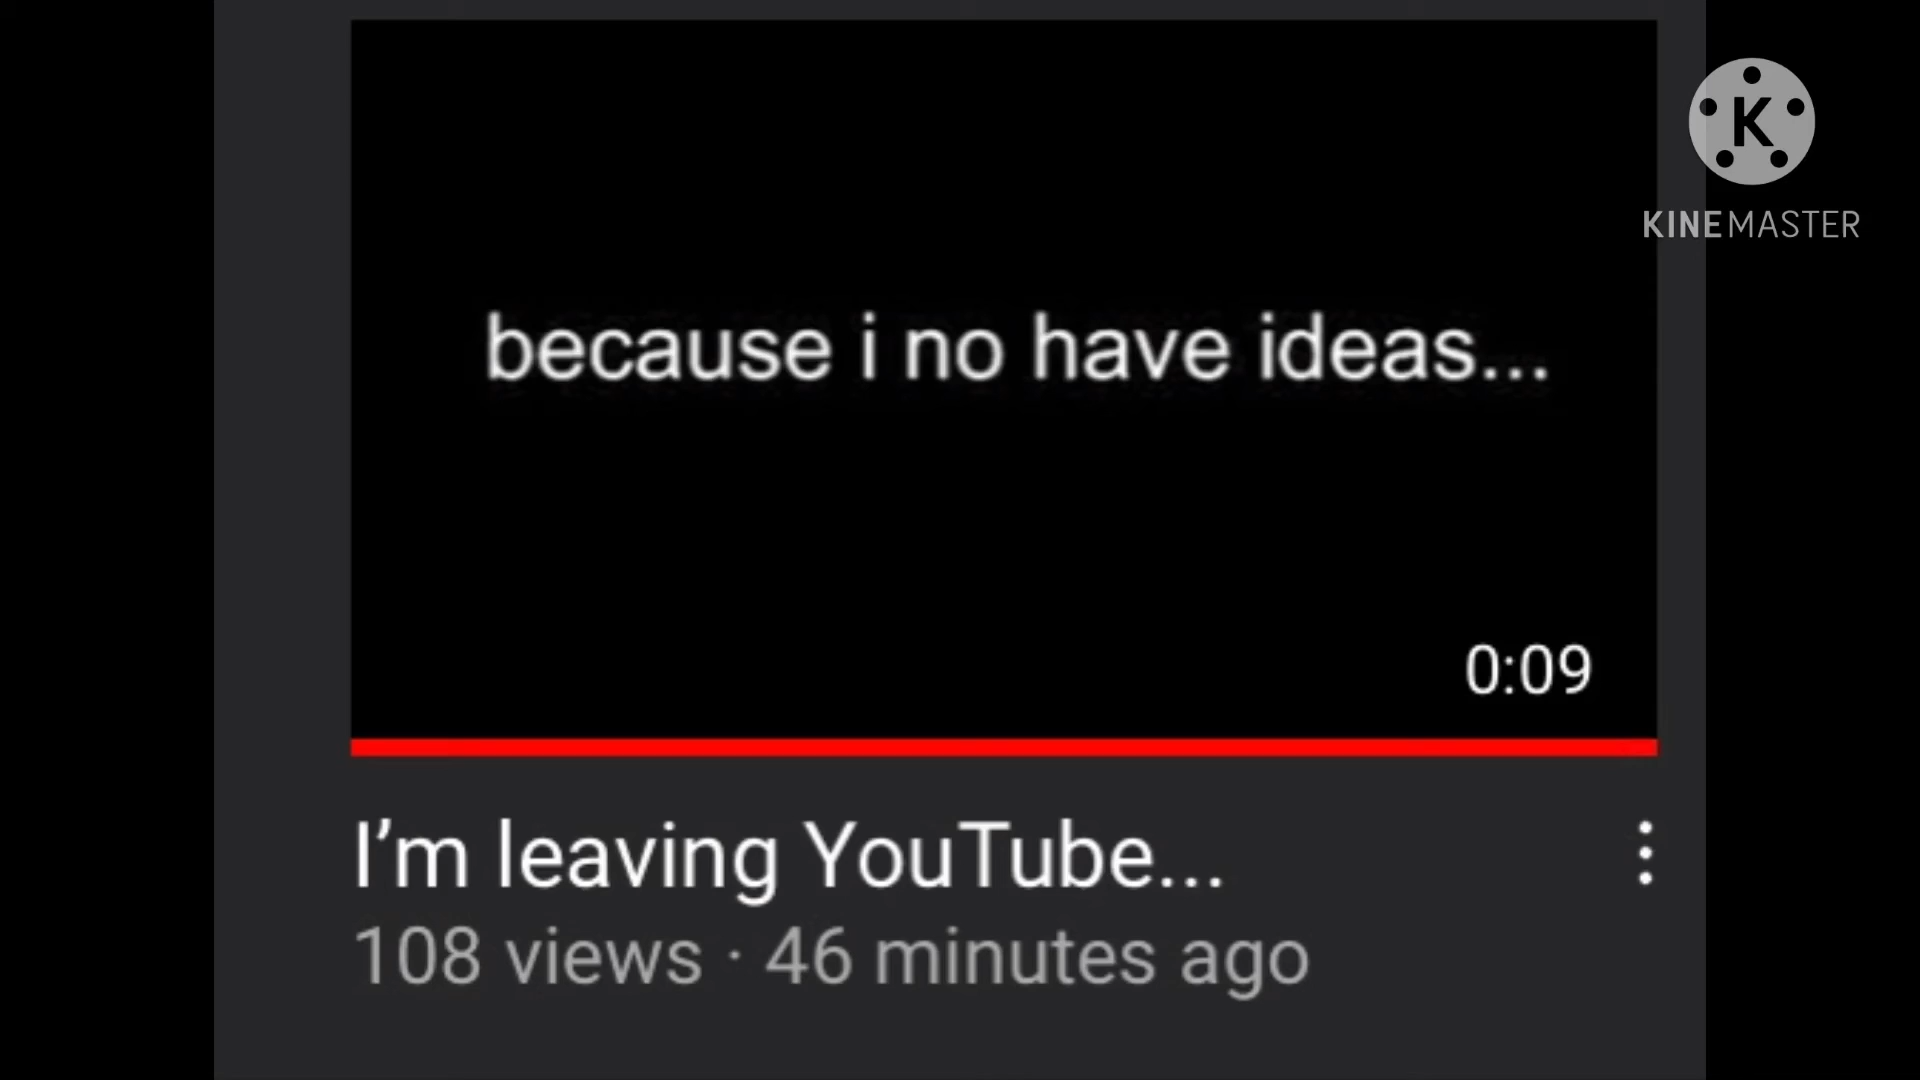 K
KINEMASTER
because i no have ideas...
0:09
I’m leaving YouTube...
108 views · 46 minutes ago